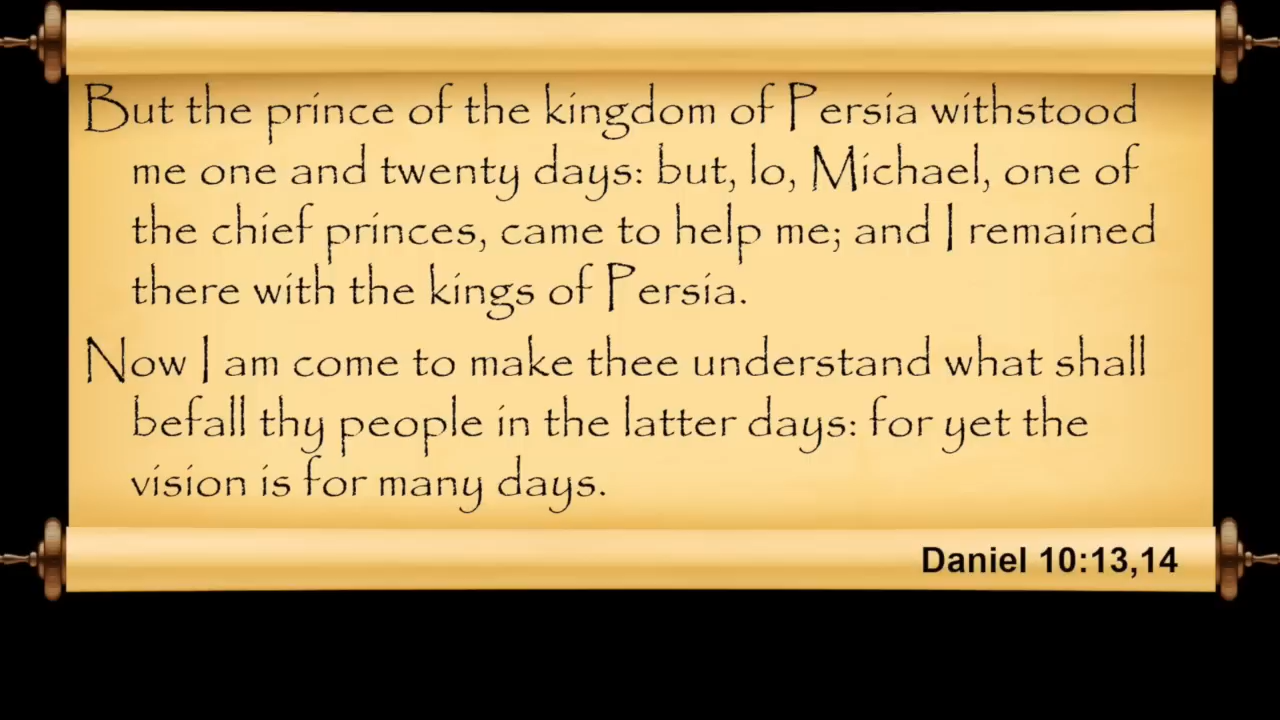 But the prince of the kingdom of Persia withstood
me one and twenty days: but, lo, Michael, one of
the chief princes, came to help me; and I remained
there with the kings of Persia.
Now I am come to make thee understand what shall
befall thy people in the latter days: for yet the
vision is for many days.
Daniel 10:13,14